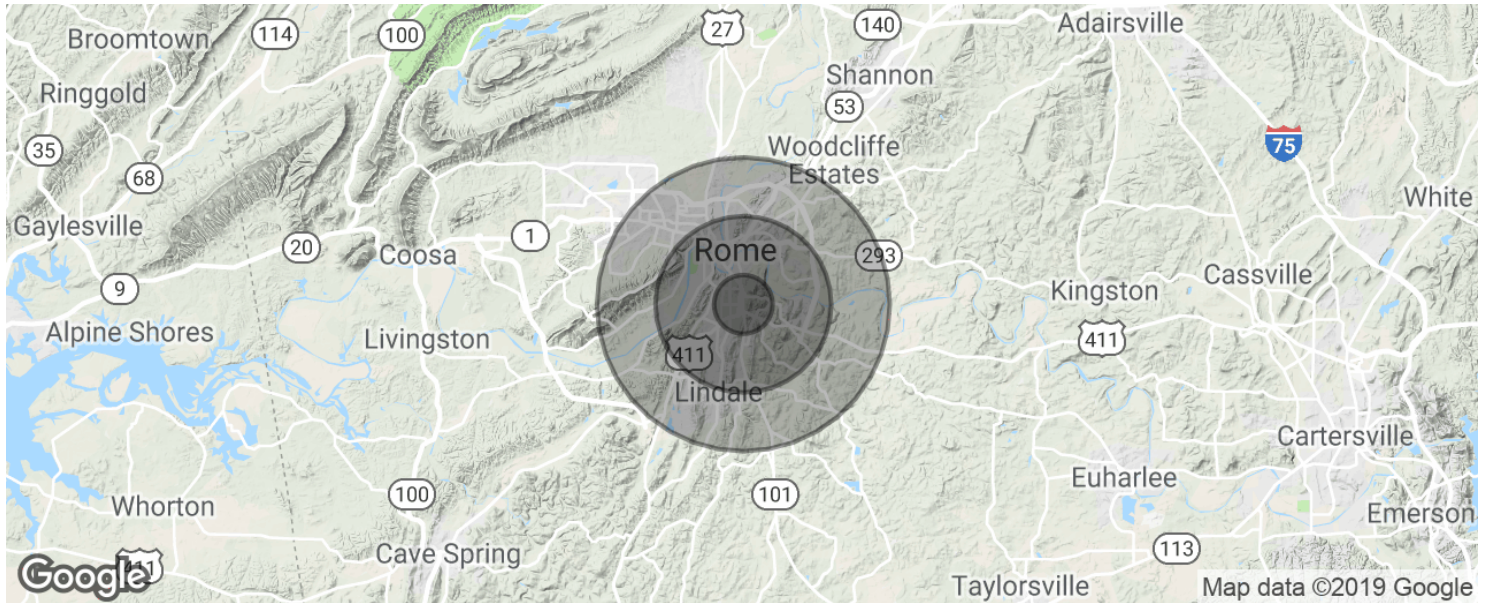 Broomtown
114
100
27
140
Adairsville
Ringgold
Shannon
53
35
68
Woodcliffe
Estates
75
White
Gaylesville
20
Coosa
1
Rome
293
Cassville
9
Kingston
Alpine Shores
Livingston
411
411
Lindale
Cartersville
Euharlee
100
101
Whorton
Emerson
Cave Spring
113
411
Google
Taylorsville
Map data ©2019 Google